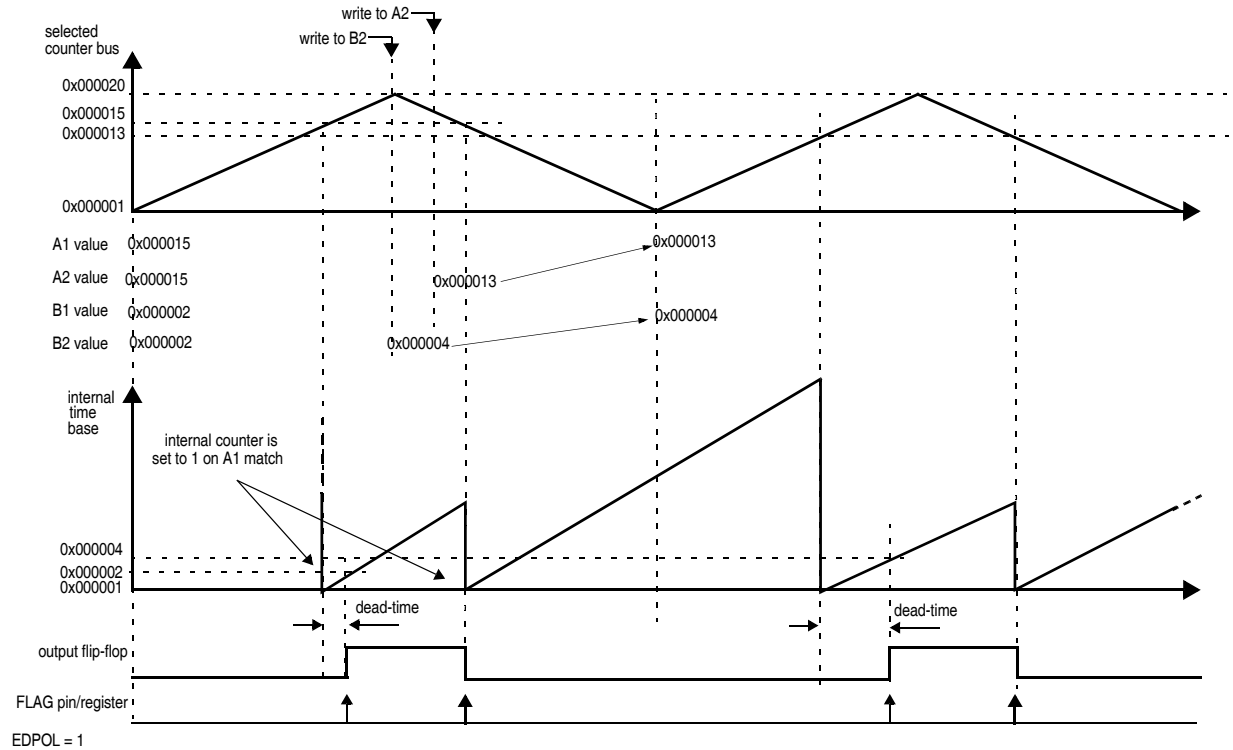 write to A2
selected
counter bus
write to B2
0x000020
0x000015
0x000013
0x000001
A1 value 0x000015 0x000013
A2 value 0x000015 0x000013
B1 value 0x000002 0x000004
B2 value 0x000002 0x000004
internal
time
base
internal counter is
set to 1 on A1 match
0x000004
0x000002
0x000001
dead-time dead-time
output flip-flop
FLAG pin/register
EDPOL = 1